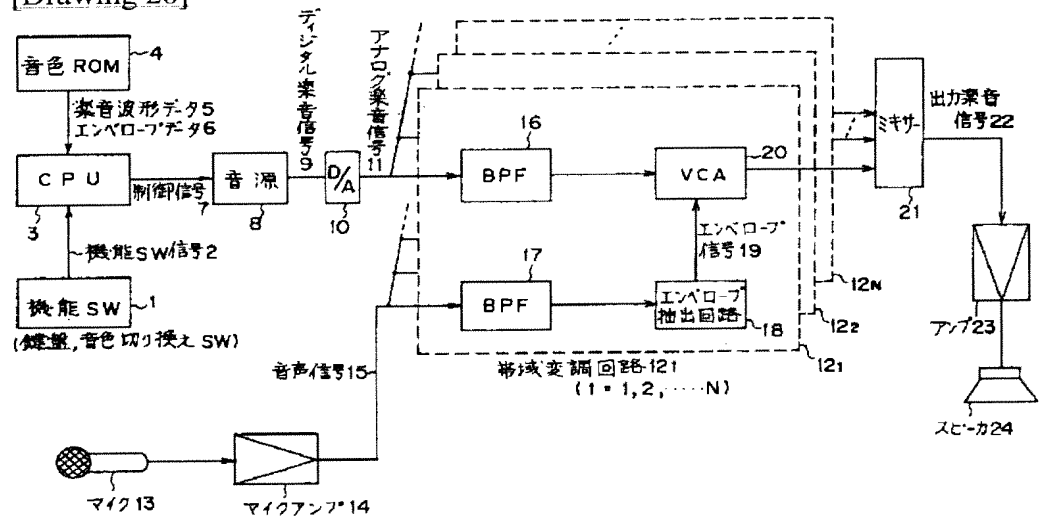 [Drawing 20]
音色ROM
4
楽音波形データ5
エンベロープデータ6
CPU
3
制御信号
7
音源
8
ディジタル楽音信号9
D/A
10
アナログ楽音信号11
機能SW信号2
機能SW
1
(鍵盤,音色切り換えSW)
16
BPF
VCA
20
エンベロープ
信号19
17
BPF
エンベロープ
抽出回路
18
12N
12₂
12₁
帯域変調回路12i
(i=1,2,·····N)
音声信号15
マイク13
マイクアンプ14
ミキサー
21
出力楽音
信号22
アンプ23
スピーカ24